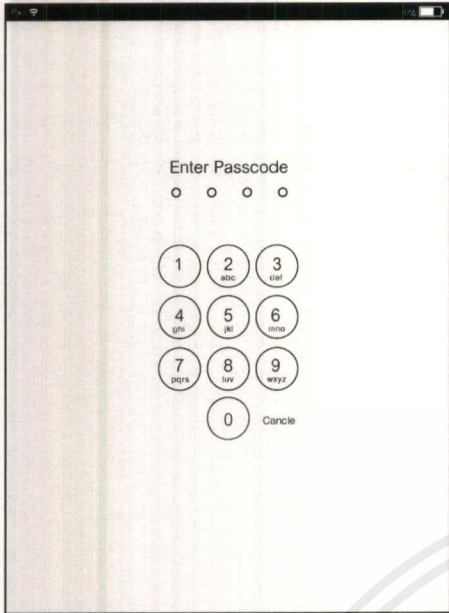 Enter Passcode
1 2 3
abc def
4 5 6
ghi jkl mno
7 8 9
pqrs tuv wxyz
0 Cancle